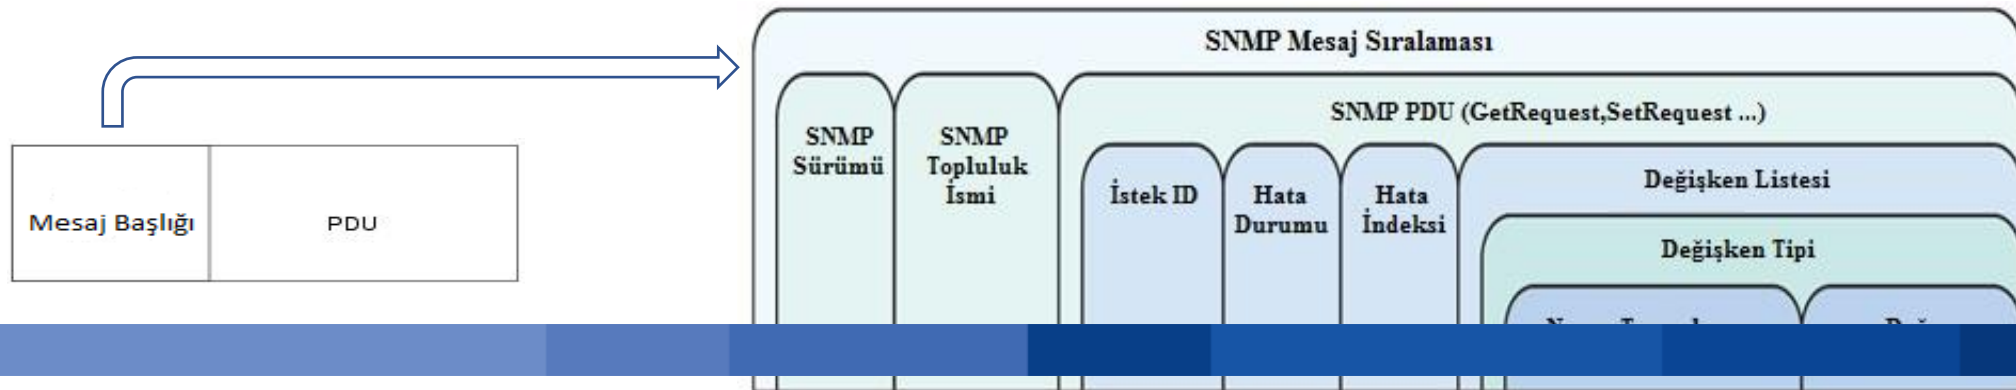 SNMP Mesaj Sıralaması
SNMP PDU (GetRequest,SetRequest ...)
SNMP
Sürümü
SNMP
Topluluk
İsmi
İstek ID
Hata
Durumu
Hata
İndeksi
Değişken Listesi
Değişken Tipi
Mesaj Başlığı
PDU